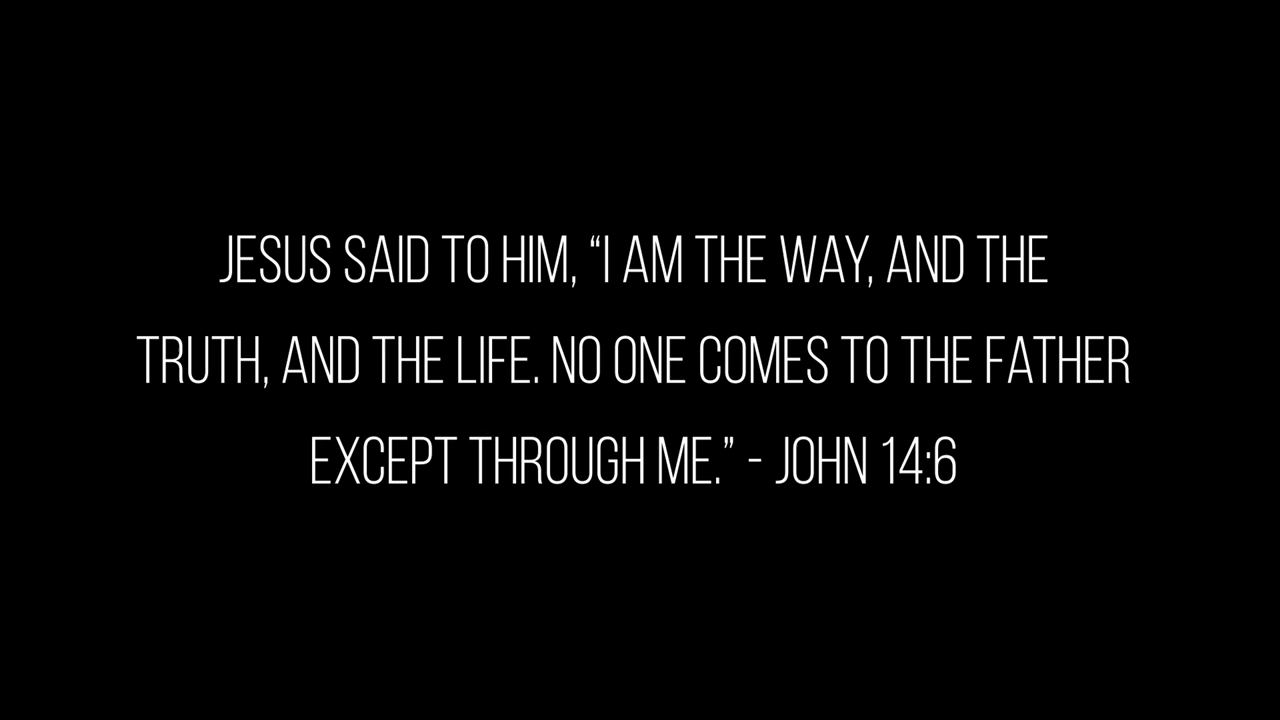 JESUS SAID TO HIM, “I AM THE WAY, AND THE
TRUTH, AND THE LIFE. NO ONE COMES TO THE FATHER
EXCEPT THROUGH ME.” - JOHN 14:6